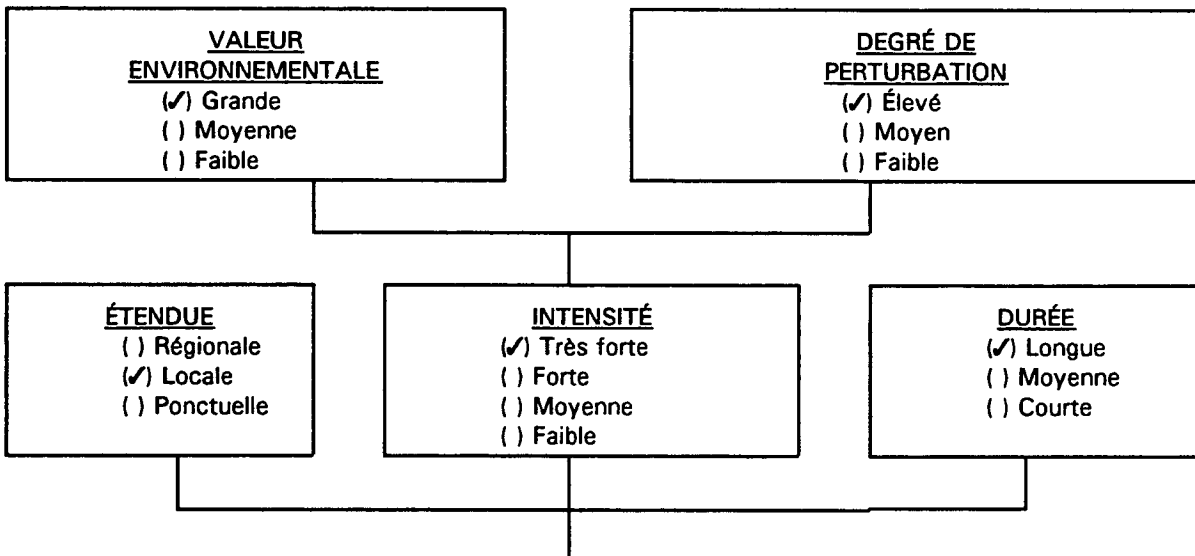 VALEUR
ENVIRONNEMENTALE
(✓) Grande
( ) Moyenne
( ) Faible
DEGRÉ DE
PERTURBATION
(✓) Élevé
( ) Moyen
( ) Faible
ÉTENDUE
( ) Régionale
(✓) Locale
( ) Ponctuelle
INTENSITÉ
(✓) Très forte
( ) Forte
( ) Moyenne
( ) Faible
DURÉE
(✓) Longue
( ) Moyenne
( ) Courte